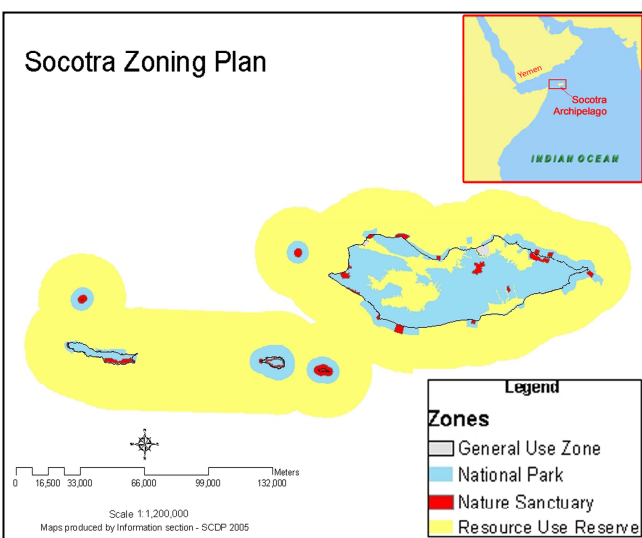 Socotra Zoning Plan
Yemen
Socotra
Archipelago
INDIAN OCEAN
Legend
Zones
General Use Zone
National Park
Nature Sanctuary
Resource Use Reserve
Meters
0 16,500 33,000 66,000 99,000 132,000
Scale 1:1,200,000
Maps produced by Information section - SCDP 2005